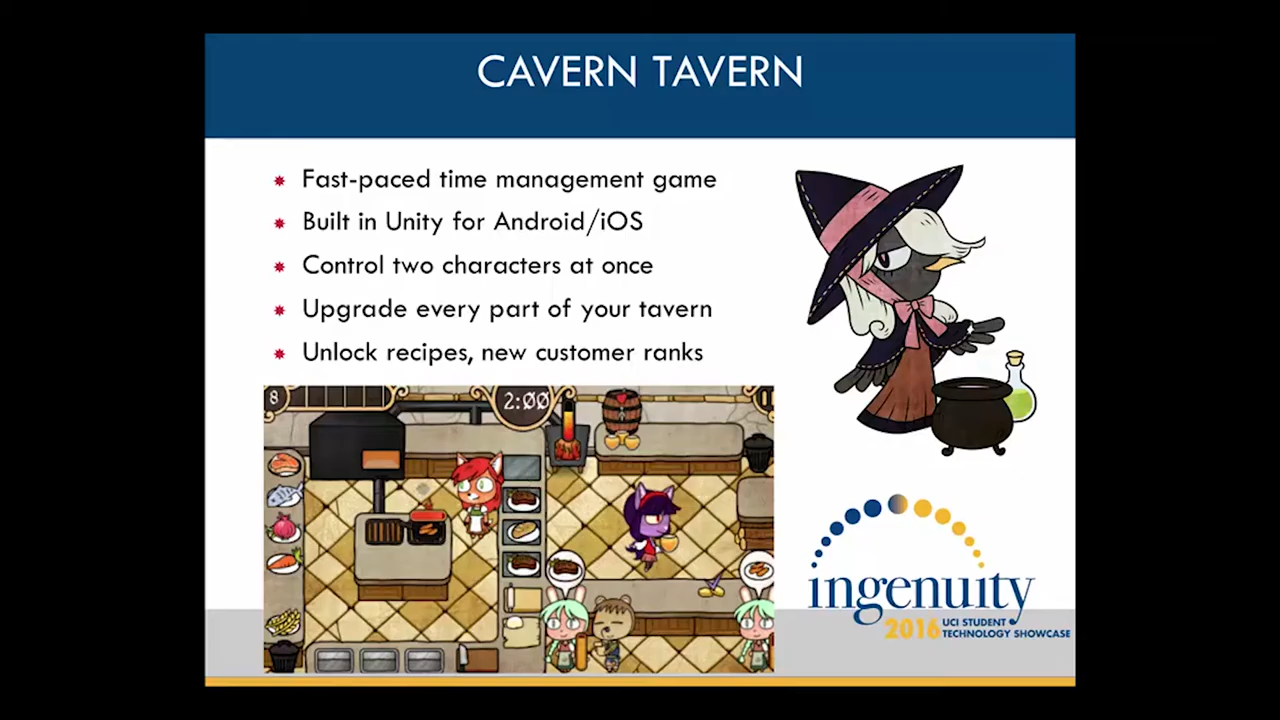 CAVERN TAVERN
Fast-paced time management game
Built in Unity for Android/iOS
Control two characters at once
Upgrade every part of your tavern
Unlock recipes, new customer ranks
8
2:00
ingenuity
2016 UCI STUDENT
TECHNOLOGY SHOWCASE